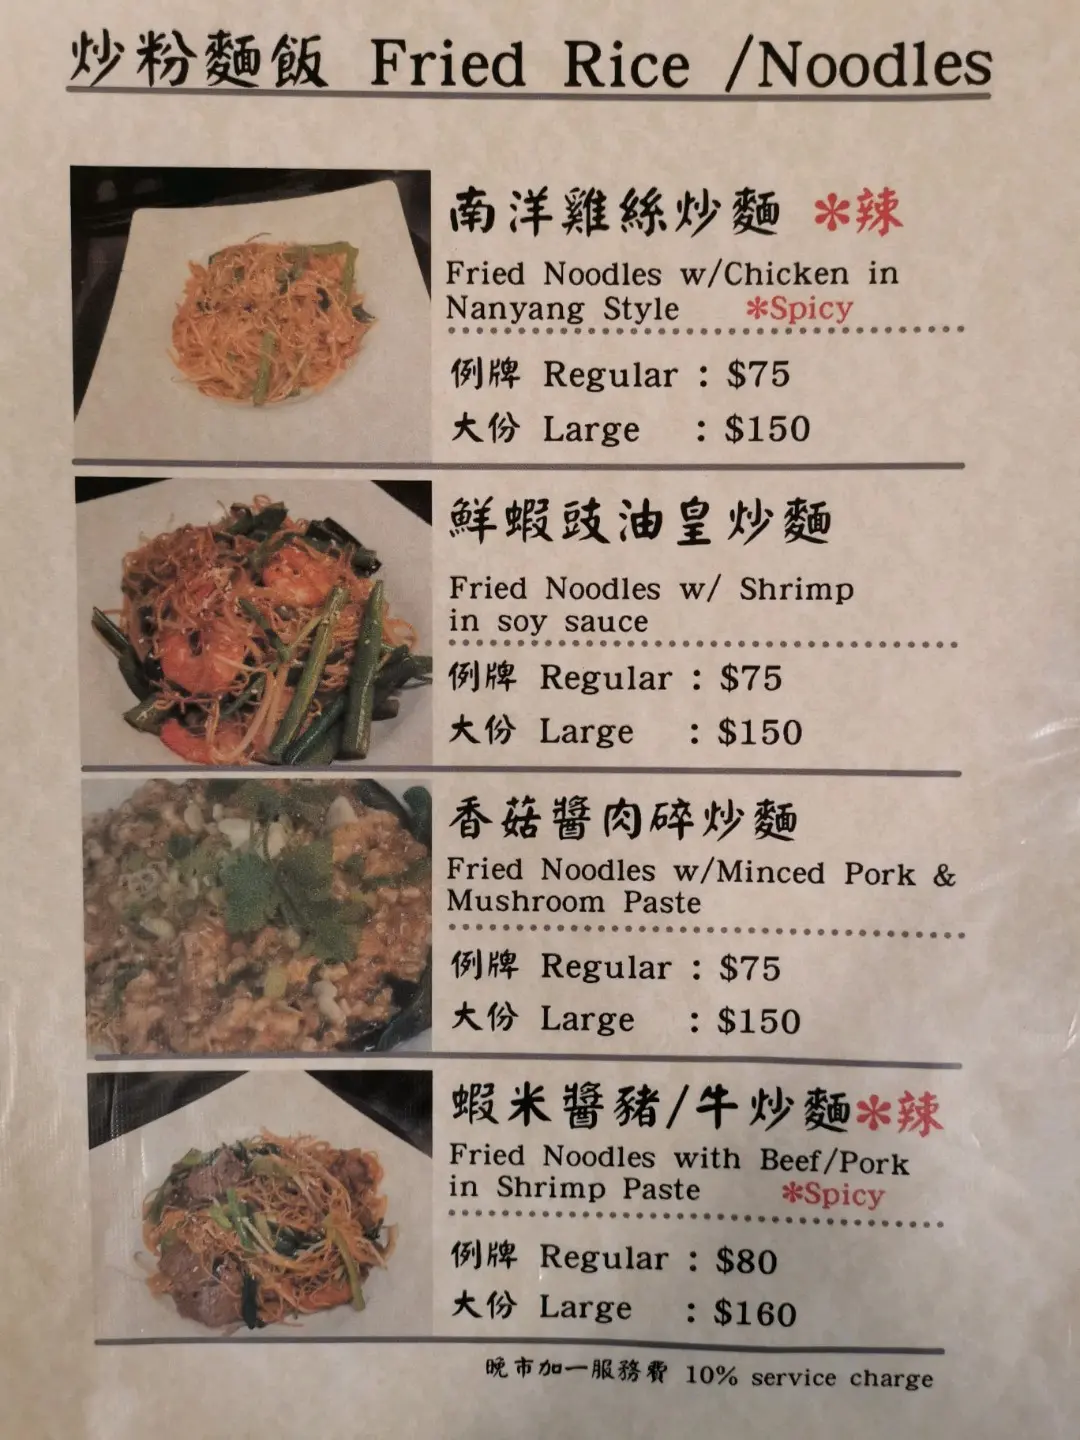 炒粉麵飯 Fried Rice /Noodles
南洋雞絲炒麵 *辣
Fried Noodles w/Chicken in
Nanyang Style *Spicy
例牌 Regular : $75
大份 Large : $150
鮮蝦豉油皇炒麵
Fried Noodles w/ Shrimp
in soy sauce
例牌 Regular : $75
大份 Large : $150
香菇醬肉碎炒麵
Fried Noodles w/Minced Pork &
Mushroom Paste
例牌 Regular : $75
大份 Large : $150
蝦米醬豬/牛炒麵*辣
Fried Noodles with Beef/Pork
in Shrimp Paste *Spicy
例牌 Regular : $80
大份 Large : $160
晚市加一服務費 10% service charge